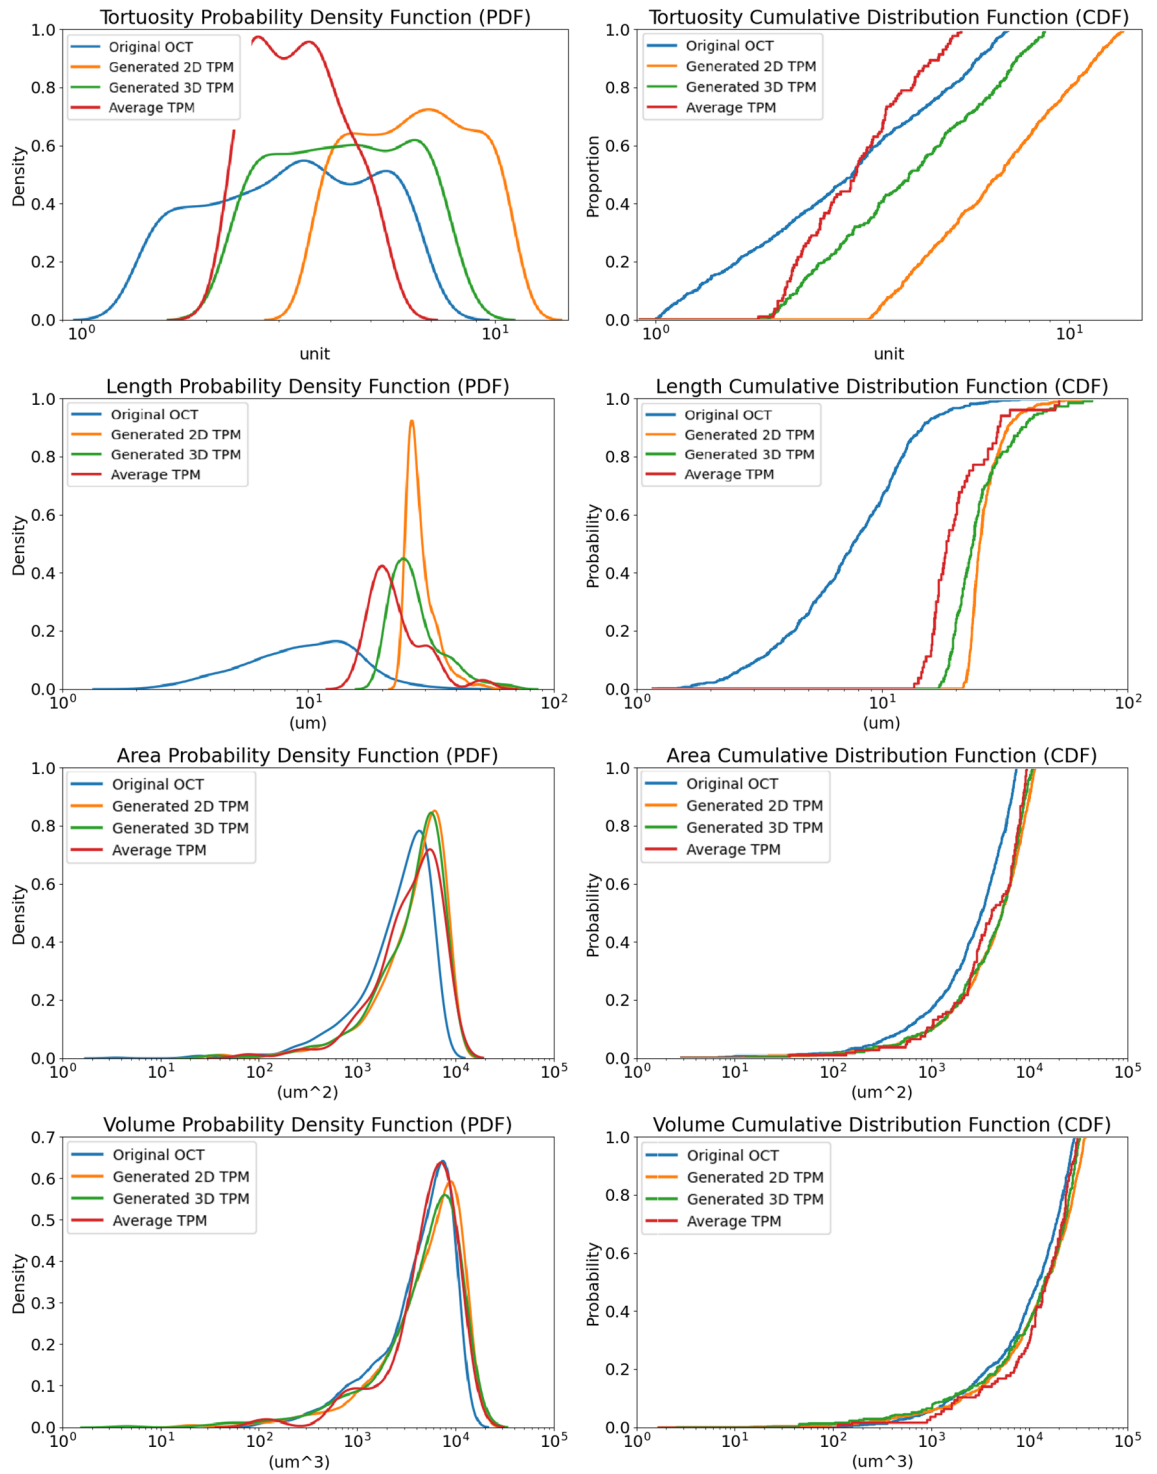 Tortuosity Probability Density Function (PDF)
1.0
0.8
0.6
0.4
0.2
0.0
Density
Original OCT
Generated 2D TPM
Generated 3D TPM
Average TPM
10^0
10^1
unit
Tortuosity Cumulative Distribution Function (CDF)
1.0
0.8
0.6
0.4
0.2
0.0
Proportion
Original OCT
Generated 2D TPM
Generated 3D TPM
Average TPM
10^0
10^1
unit
Length Probability Density Function (PDF)
1.0
0.8
0.6
0.4
0.2
0.0
Density
Original OCT
Generated 2D TPM
Generated 3D TPM
Average TPM
10^0
10^1
10^2
(um)
Length Cumulative Distribution Function (CDF)
1.0
0.8
0.6
0.4
0.2
0.0
Probability
Original OCT
Generated 2D TPM
Generated 3D TPM
Average TPM
10^0
10^1
10^2
(um)
Area Probability Density Function (PDF)
1.0
0.8
0.6
0.4
0.2
0.0
Density
Original OCT
Generated 2D TPM
Generated 3D TPM
Average TPM
10^0
10^1
10^2
10^3
10^4
10^5
(um^2)
Area Cumulative Distribution Function (CDF)
1.0
0.8
0.6
0.4
0.2
0.0
Probability
Original OCT
Generated 2D TPM
Generated 3D TPM
Average TPM
10^0
10^1
10^2
10^3
10^4
10^5
(um^2)
Volume Probability Density Function (PDF)
0.7
0.6
0.5
0.4
0.3
0.2
0.1
0.0
Density
Original OCT
Generated 2D TPM
Generated 3D TPM
Average TPM
10^0
10^1
10^2
10^3
10^4
10^5
(um^3)
Volume Cumulative Distribution Function (CDF)
1.0
0.8
0.6
0.4
0.2
0.0
Probability
Original OCT
Generated 2D TPM
Generated 3D TPM
Average TPM
10^0
10^1
10^2
10^3
10^4
10^5
(um^3)